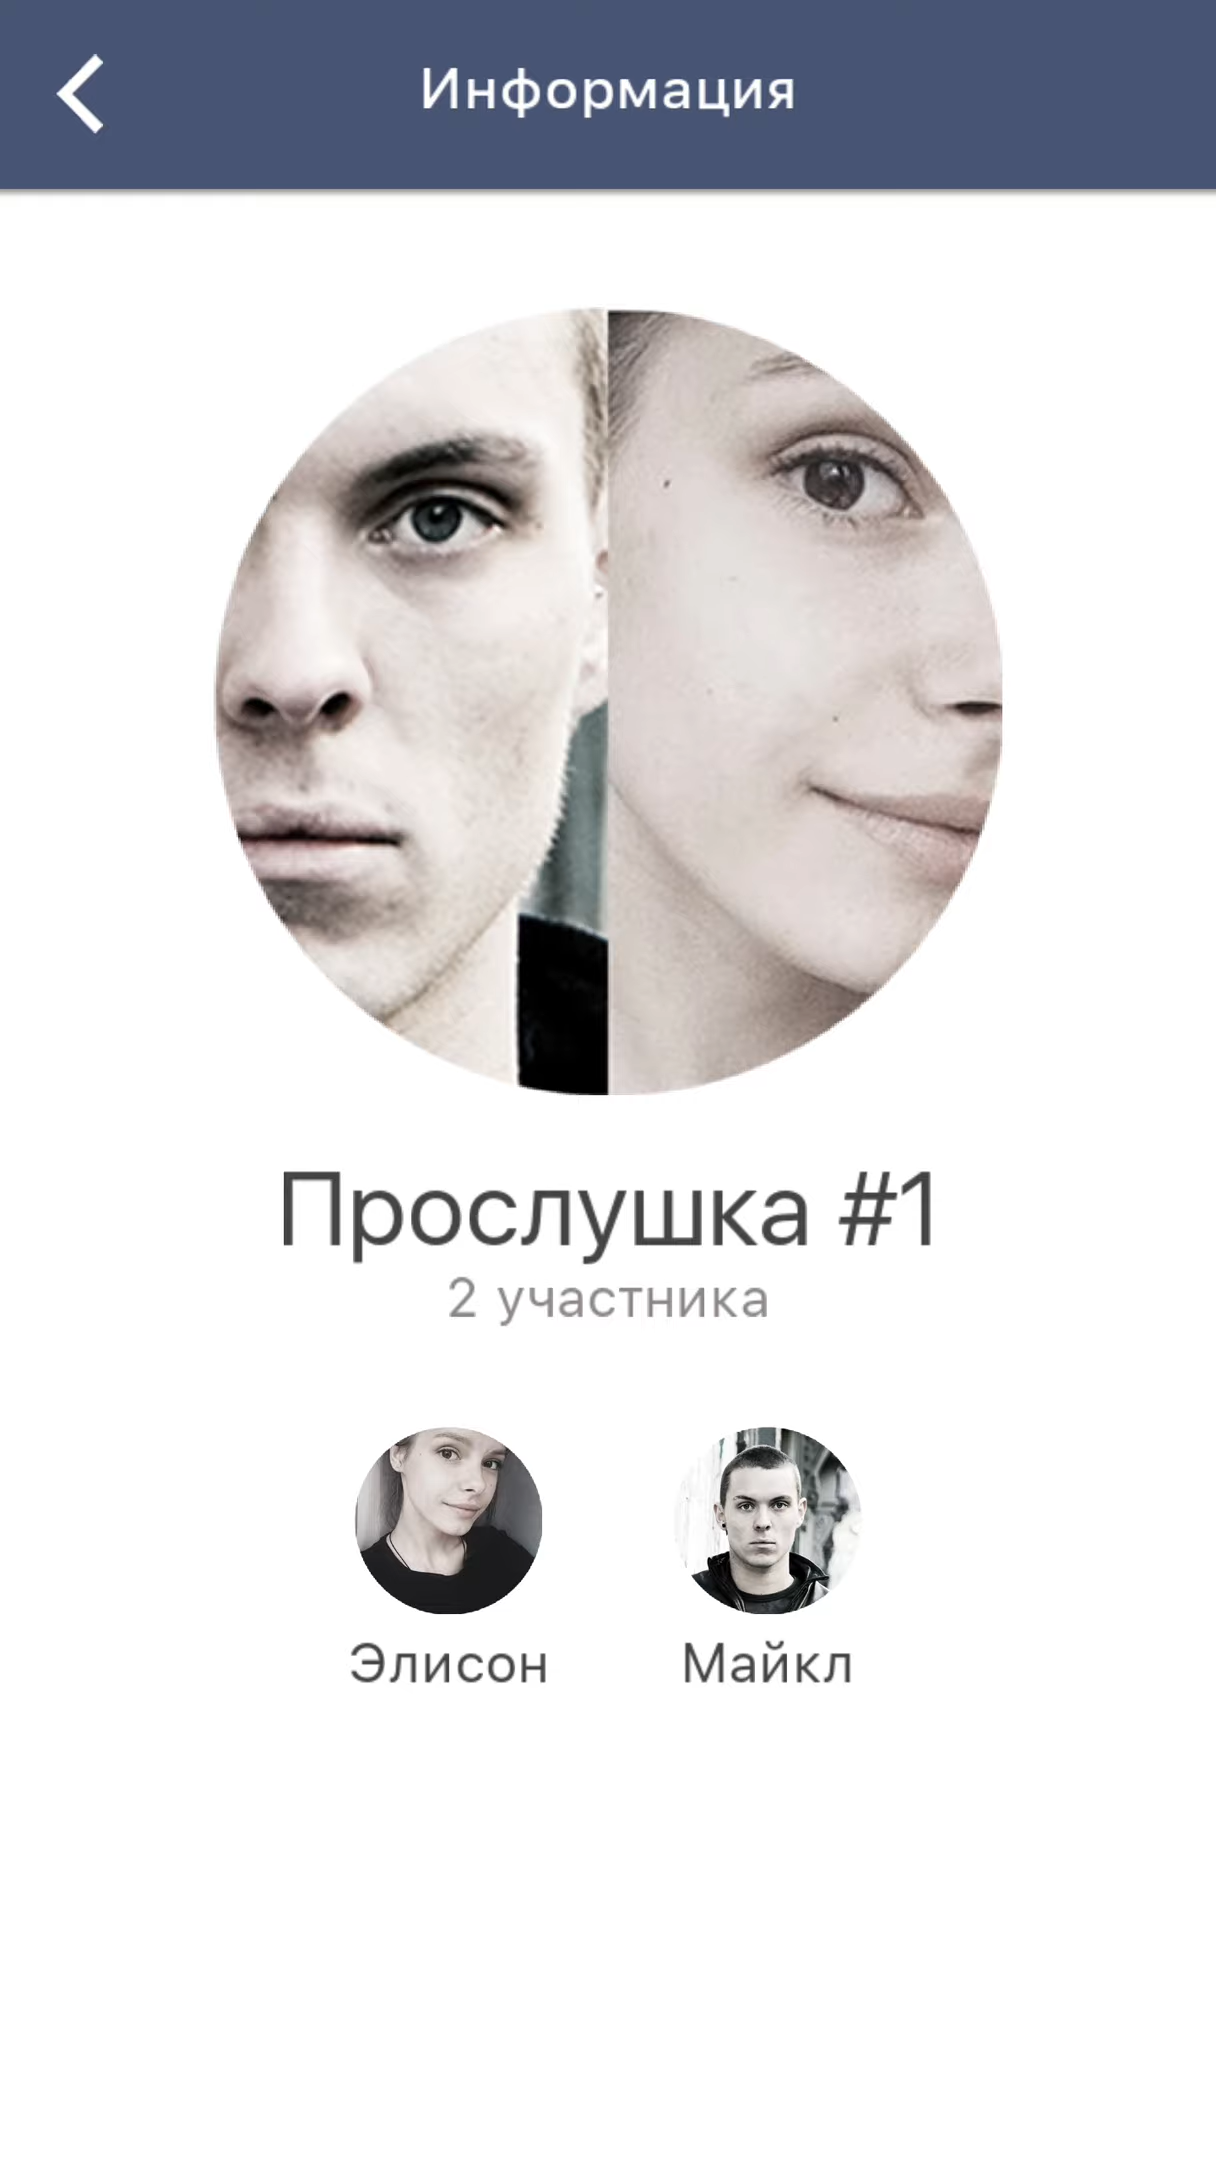 Информация
Прослушка #1
2 участника
Элисон
Майкл